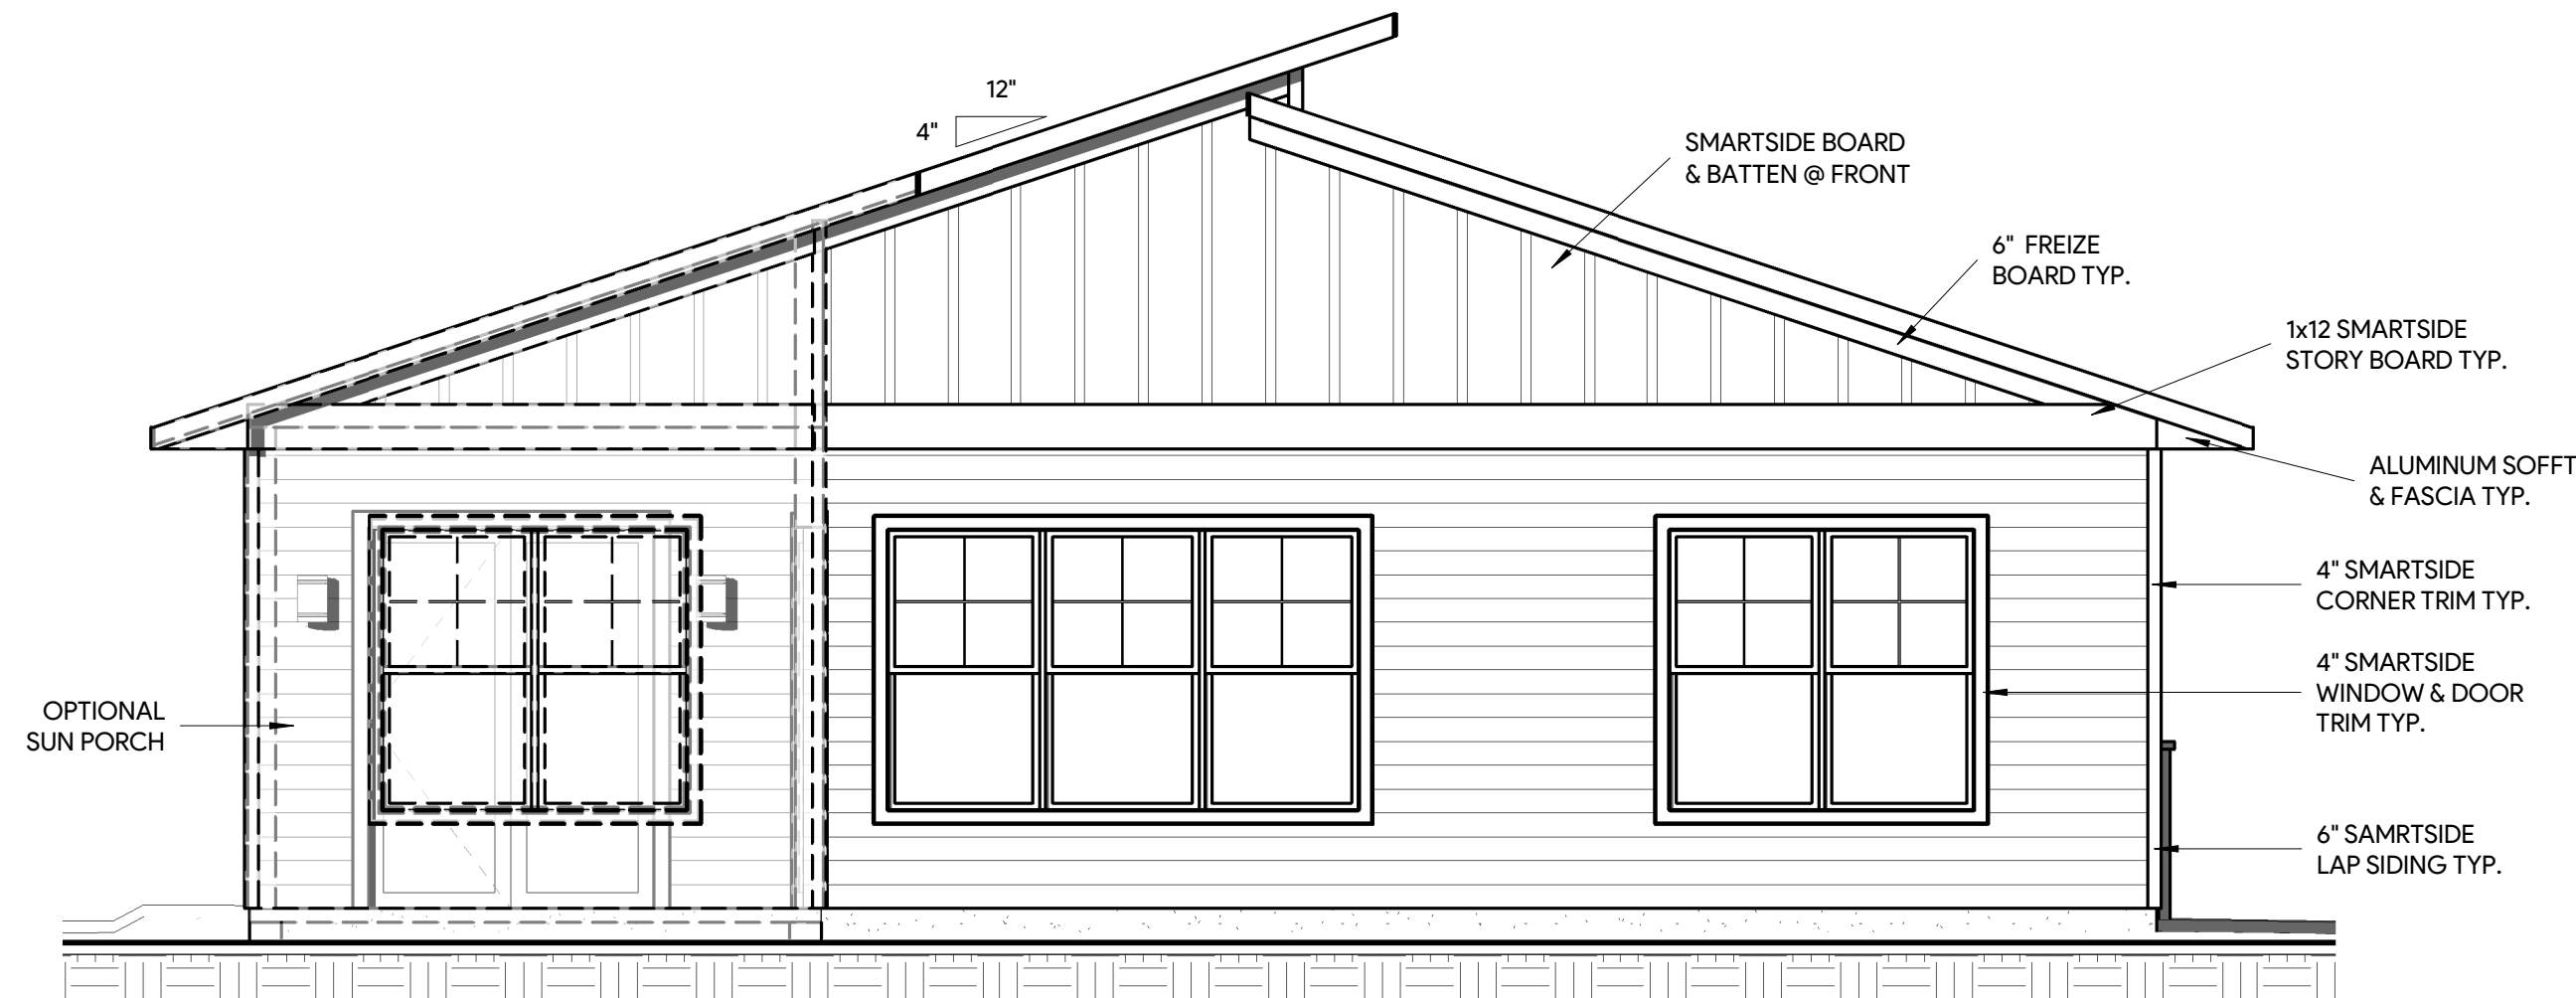 12"
4"
SMARTSIDE BOARD
& BATTEN @ FRONT
6" FREIZE
BOARD TYP.
1x12 SMARTSIDE
STORY BOARD TYP.
ALUMINUM SOFFT
& FASCIA TYP.
4" SMARTSIDE
CORNER TRIM TYP.
4" SMARTSIDE
WINDOW & DOOR
TRIM TYP.
OPTIONAL
SUN PORCH
6" SAMRTSIDE
LAP SIDING TYP.